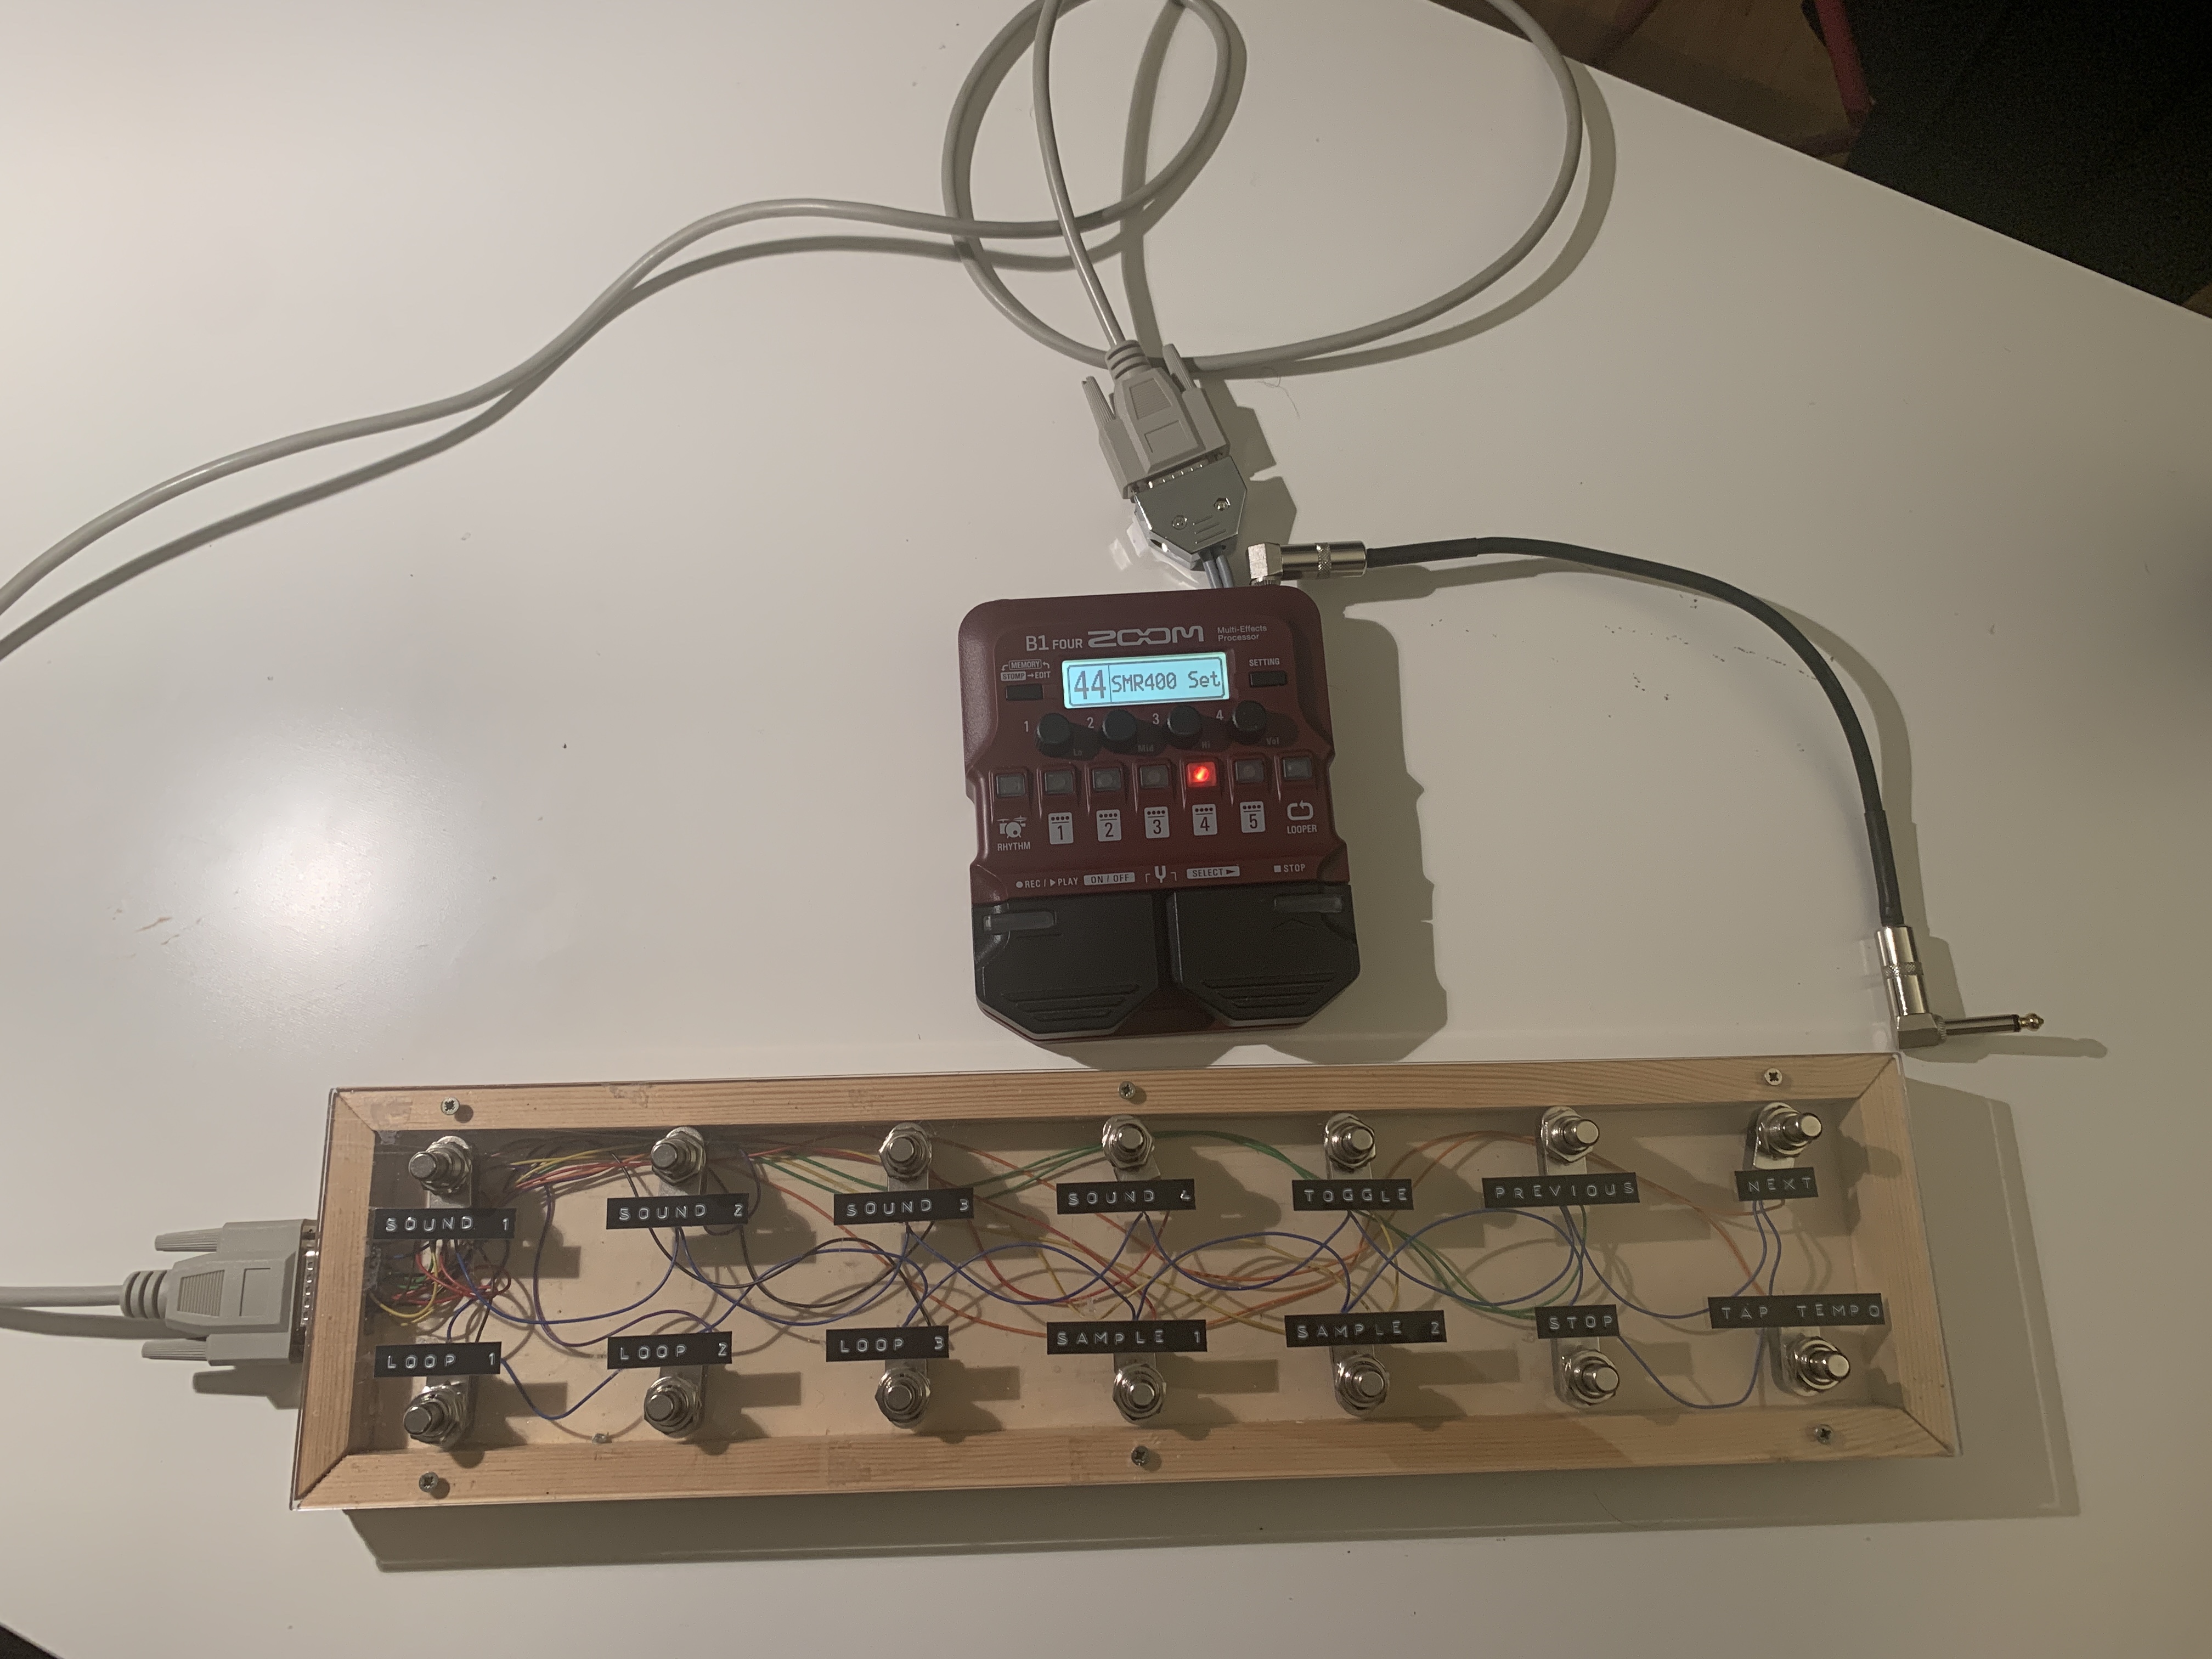 B1 FOUR ZOOM Multi-Effects Processor
MEMORY
STOMP → EDIT
SETTING
44 SMR400 Set
1 2 3 4
Lo Mid Hi Vol
1 2 3 4 5
RHYTHM LOOPER
REC / PLAY ON / OFF SELECT STOP
SOUND 1 SOUND 2 SOUND 3 SOUND 4 TOGGLE PREVIOUS NEXT
LOOP 1 LOOP 2 LOOP 3 SAMPLE 1 SAMPLE 2 STOP TAP TEMPO